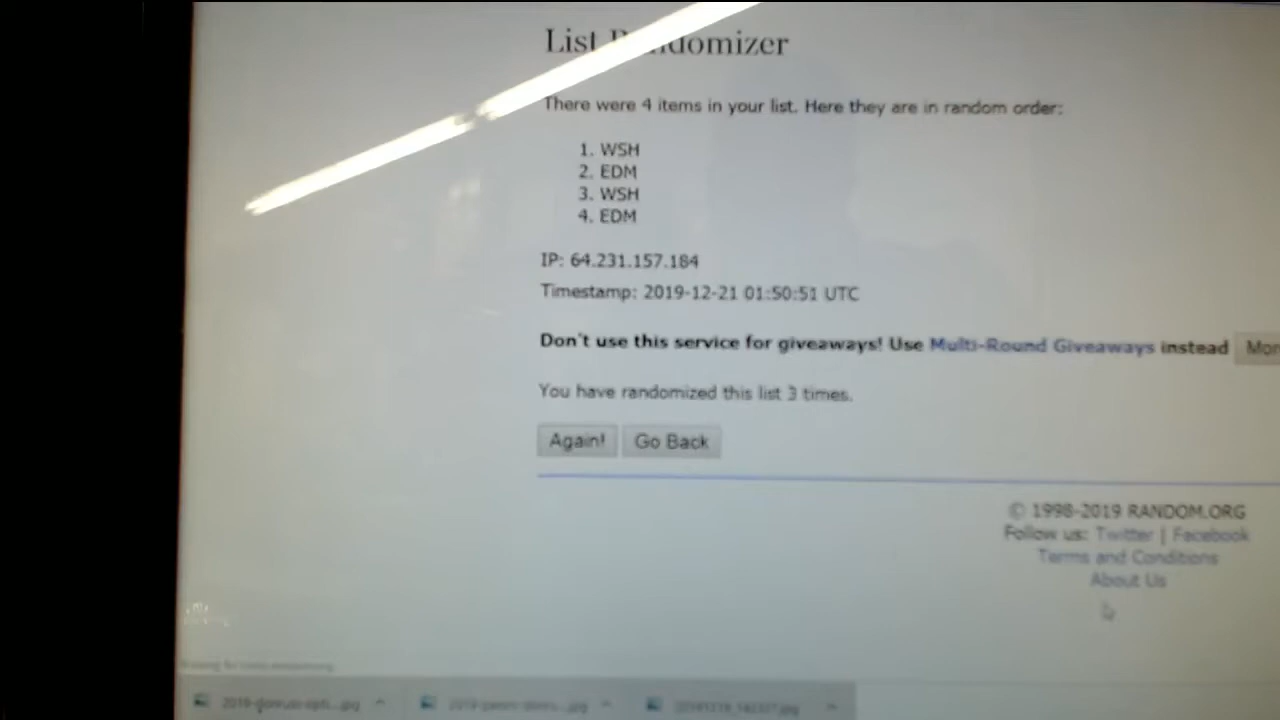 List Randomizer
There were 4 items in your list. Here they are in random order:
1. WSH
2. EDM
3. WSH
4. EDM
IP: 64.231.157.184
Timestamp: 2019-12-21 01:50:51 UTC
Don't use this service for giveaways! Use Multi-Round Giveaways instead
You have randomized this list 3 times.
Again! Go Back
© 1998-2019 RANDOM.ORG
Follow us: Twitter | Facebook
Terms and Conditions
About Us